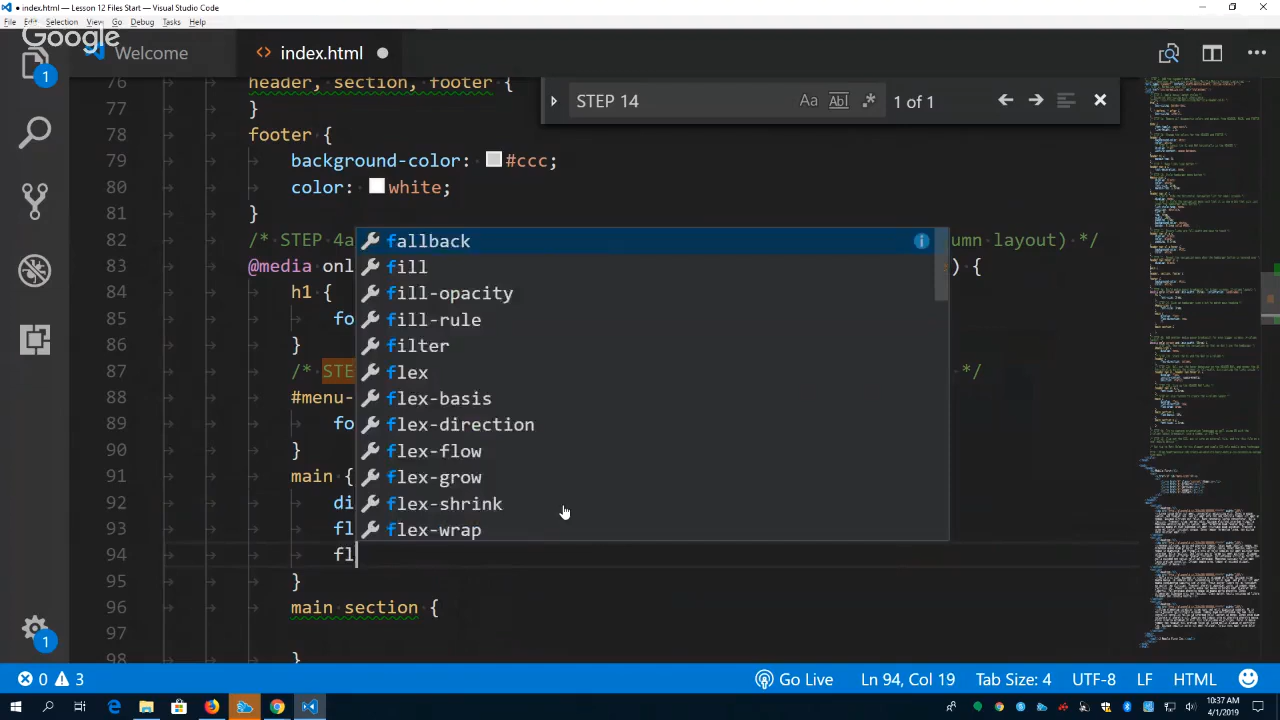 ● index.html — Lesson 12 Files Start — Visual Studio Code
File Edit Selection View Go Debug Tasks Help
Google
Welcome
<> index.html
STEP 14
Aa Abl .* 1 of 1
76 header, section, footer {
77 }
78 footer {
79 background-color: #ccc;
80 color: white;
81 }
82 /* STEP 4a umn layout) */
83 @media onl ) {
84 h1 {
85 fo
86 }
87 /* STE */
88 #menu-
89 fo
90 }
91 main {
92 di
93 fl
94 fl
95 }
96 main section {
97
98 }
fallback
fill
fill-opacity
fill-rule
filter
flex
flex-basis
flex-direction
flex-flow
flex-grow
flex-shrink
flex-wrap
1
1
0 3 Go Live Ln 94, Col 19 Tab Size: 4 UTF-8 LF HTML
10:37 AM
4/1/2019